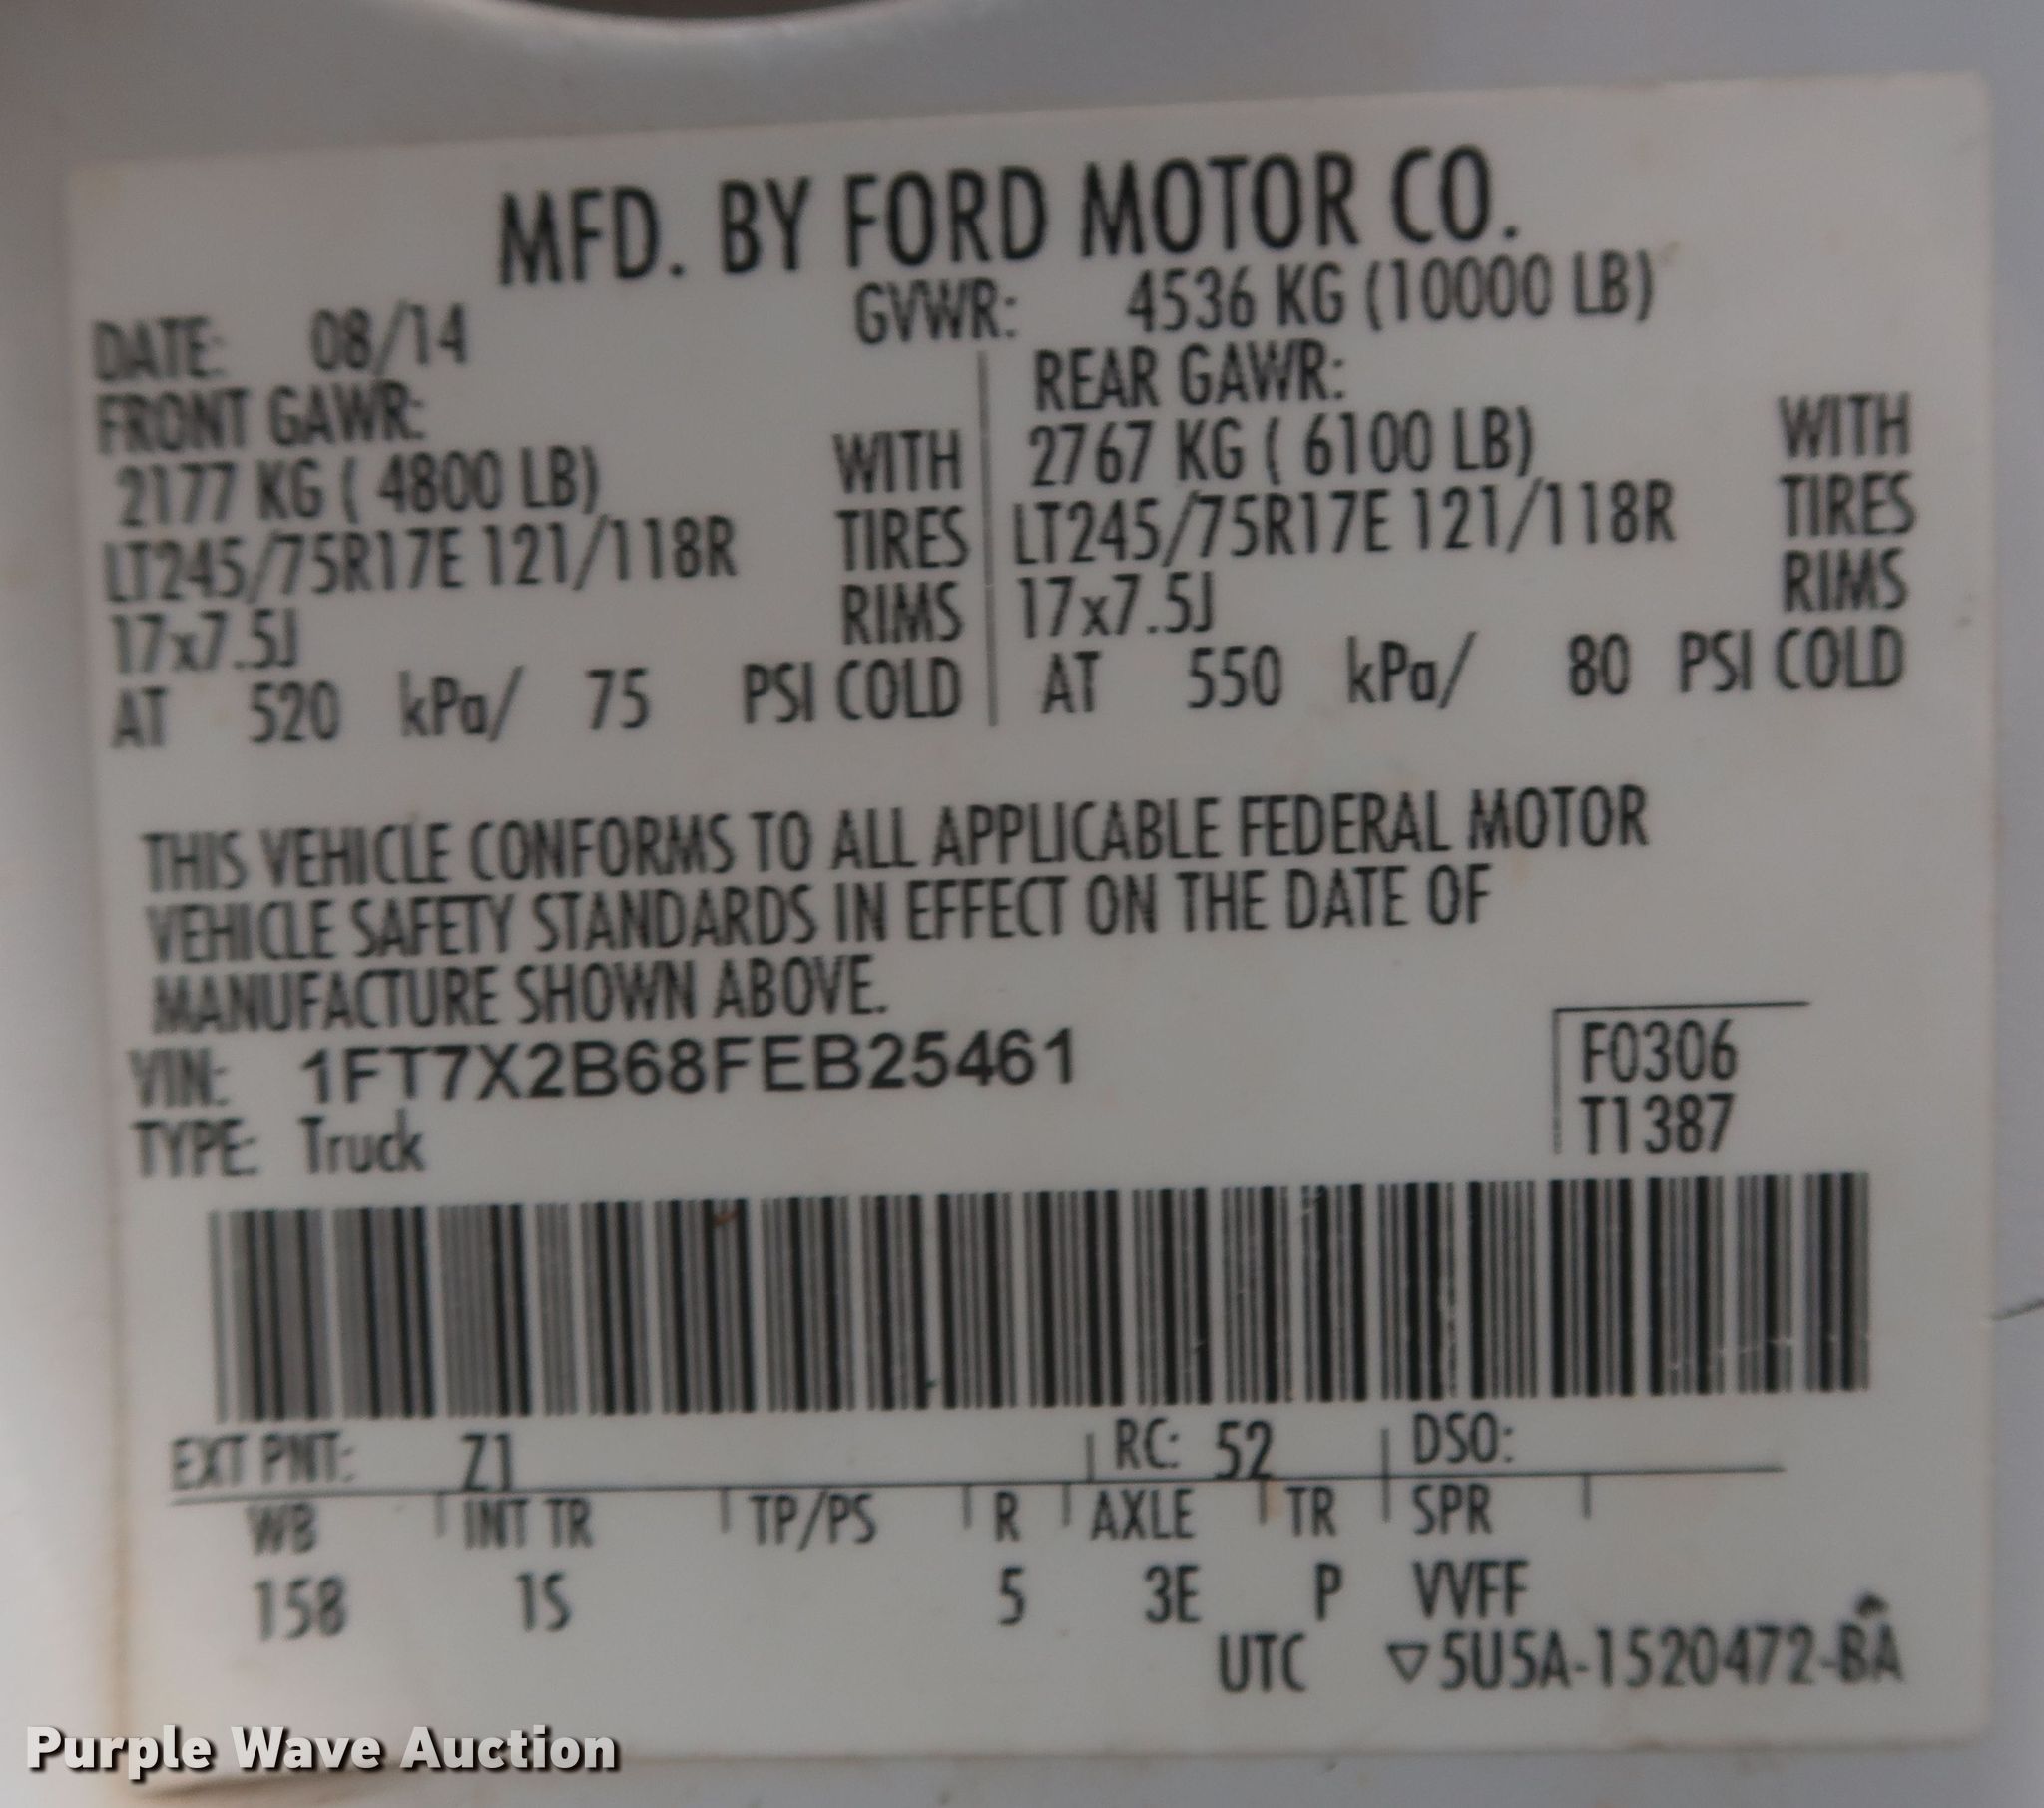 MFD. BY FORD MOTOR CO.
DATE: 08/14 GVWR: 4536 KG (10000 LB)
FRONT GAWR: REAR GAWR:
2177 KG ( 4800 LB) WITH 2767 KG ( 6100 LB) WITH
LT245/75R17E 121/118R TIRES LT245/75R17E 121/118R TIRES
17x7.5J RIMS 17x7.5J RIMS
AT 520 kPa/ 75 PSI COLD AT 550 kPa/ 80 PSI COLD
THIS VEHICLE CONFORMS TO ALL APPLICABLE FEDERAL MOTOR
VEHICLE SAFETY STANDARDS IN EFFECT ON THE DATE OF
MANUFACTURE SHOWN ABOVE.
VIN: 1FT7X2B68FEB25461 F0306
TYPE: Truck T1387
EXT PNT: Z1 RC: 52 DSO:
WB INT TR TP/PS R AXLE TR SPR
158 1S 5 3E P VVFF
UTC ▽5U5A-1520472-BA
Purple Wave Auction